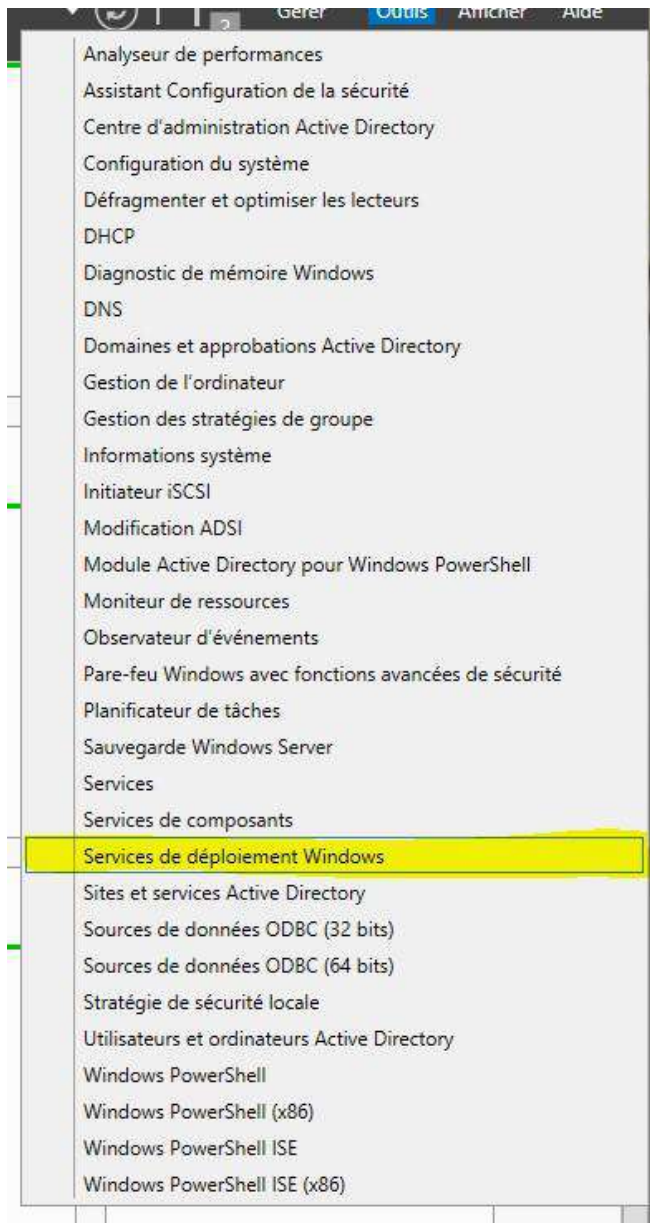 Gérer Outils Afficher Aide
Analyseur de performances
Assistant Configuration de la sécurité
Centre d'administration Active Directory
Configuration du système
Défragmenter et optimiser les lecteurs
DHCP
Diagnostic de mémoire Windows
DNS
Domaines et approbations Active Directory
Gestion de l'ordinateur
Gestion des stratégies de groupe
Informations système
Initiateur iSCSI
Modification ADSI
Module Active Directory pour Windows PowerShell
Moniteur de ressources
Observateur d'événements
Pare-feu Windows avec fonctions avancées de sécurité
Planificateur de tâches
Sauvegarde Windows Server
Services
Services de composants
Services de déploiement Windows
Sites et services Active Directory
Sources de données ODBC (32 bits)
Sources de données ODBC (64 bits)
Stratégie de sécurité locale
Utilisateurs et ordinateurs Active Directory
Windows PowerShell
Windows PowerShell (x86)
Windows PowerShell ISE
Windows PowerShell ISE (x86)